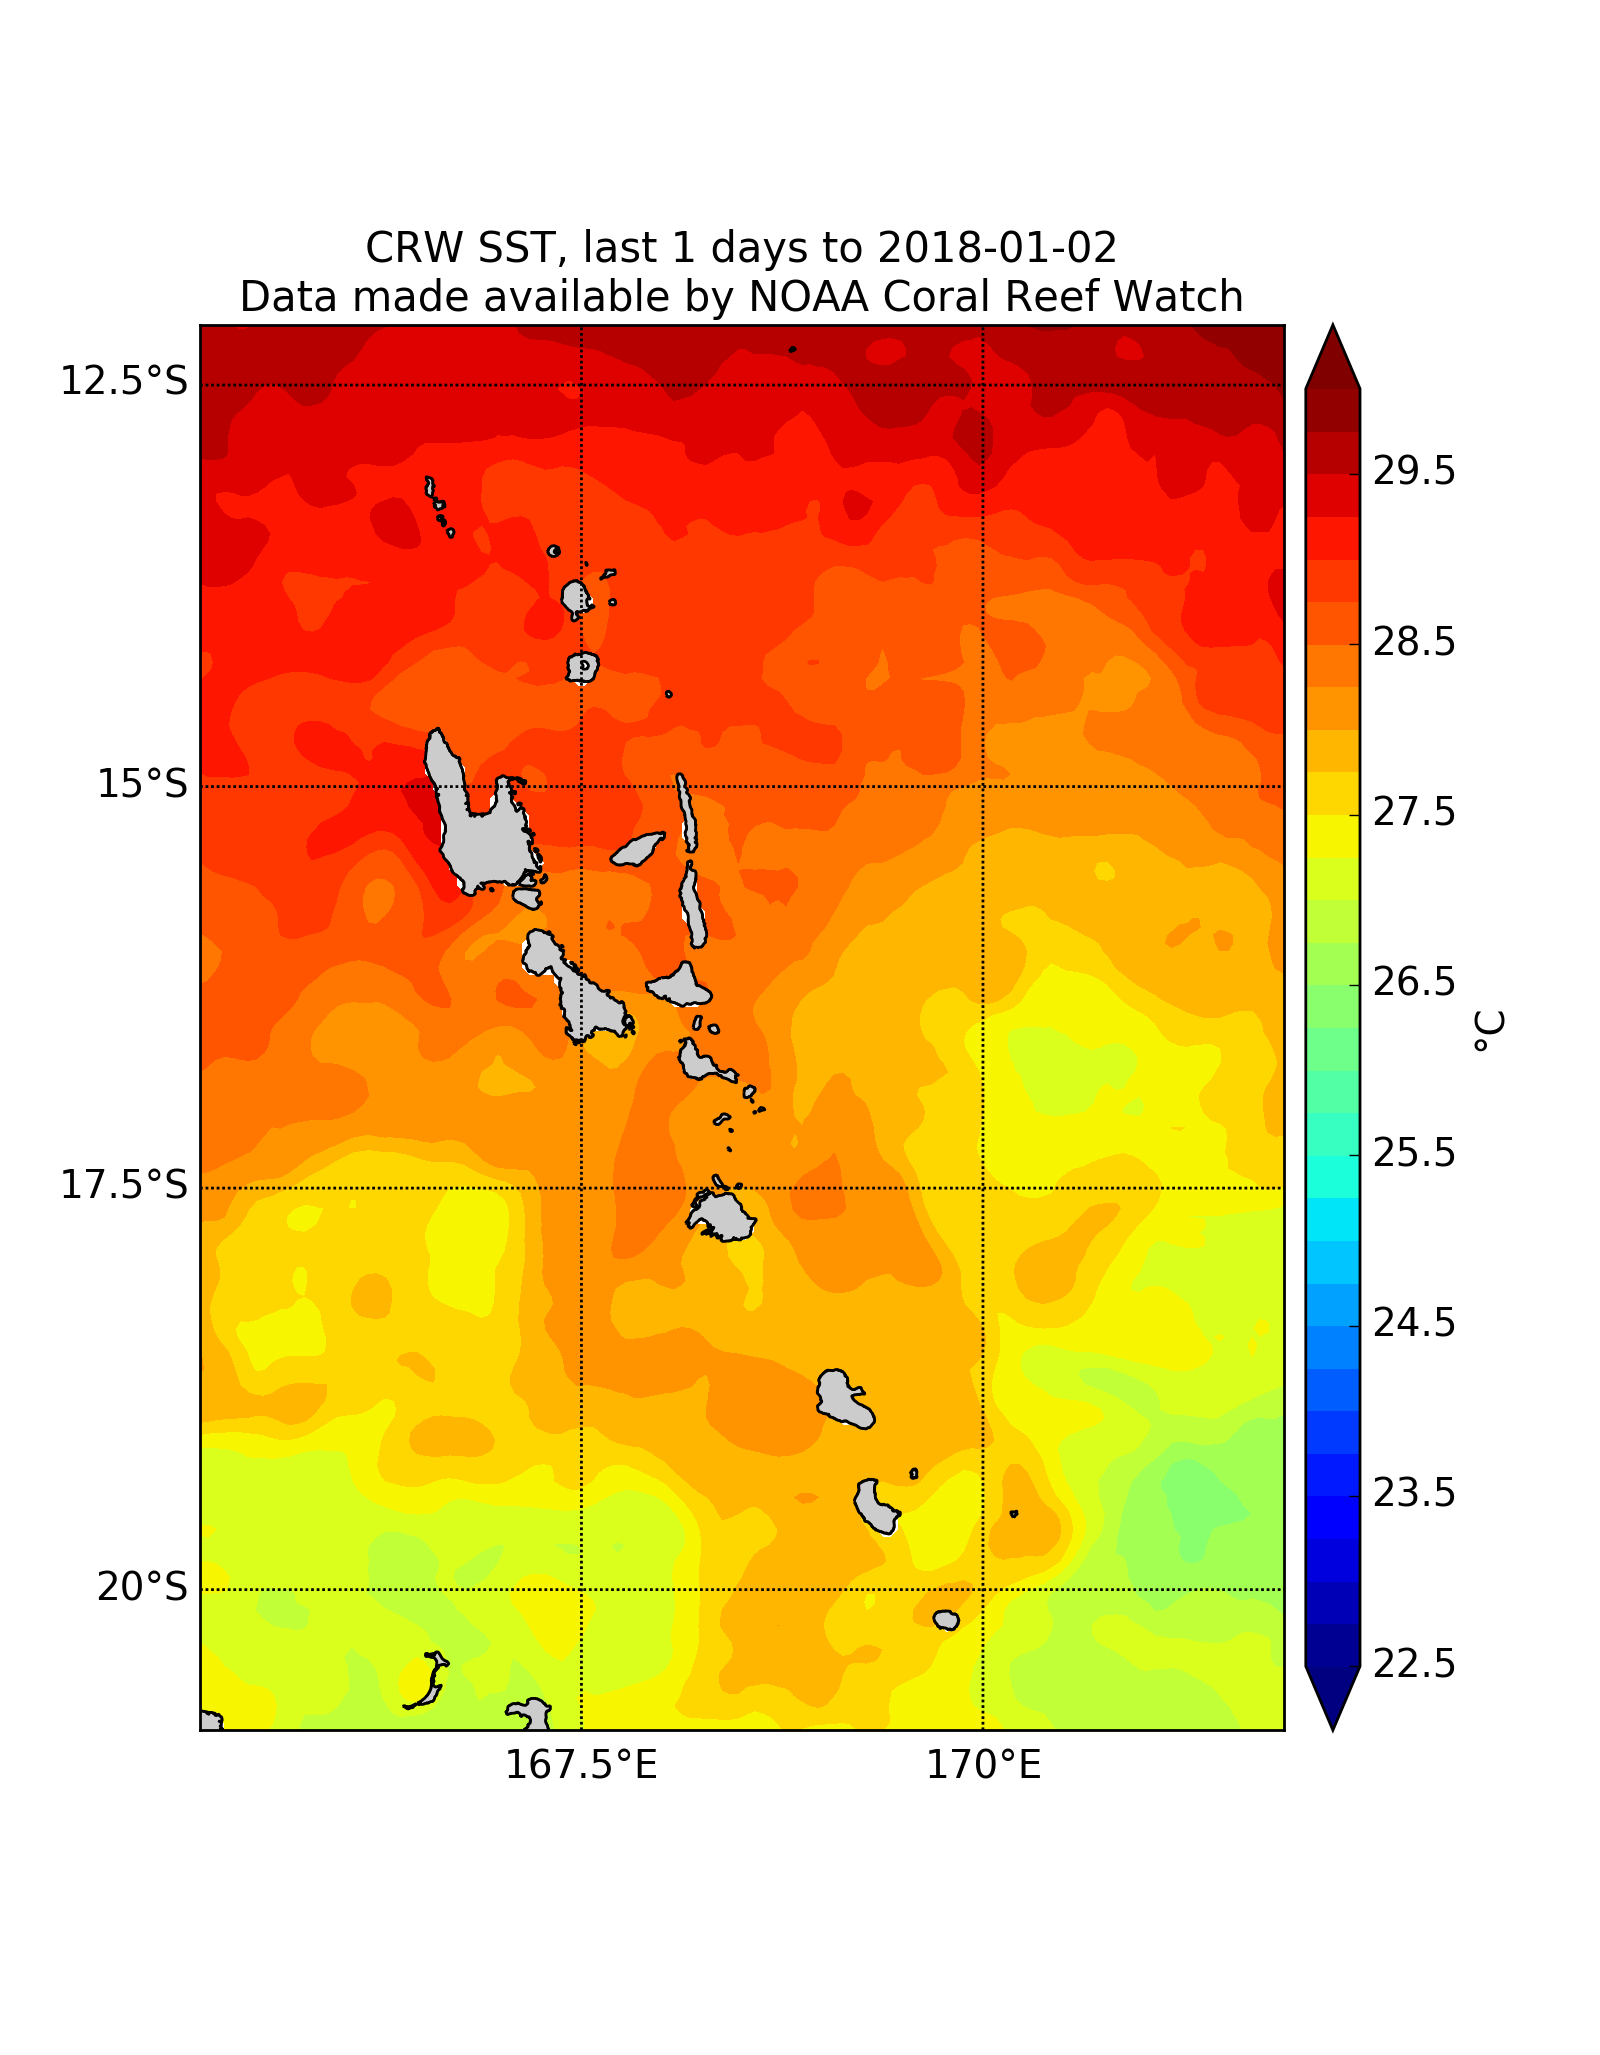 CRW SST, last 1 days to 2018-01-02
Data made available by NOAA Coral Reef Watch
12.5°S
15°S
17.5°S
20°S
167.5°E
170°E
29.5
28.5
27.5
26.5
25.5
24.5
23.5
22.5
°C